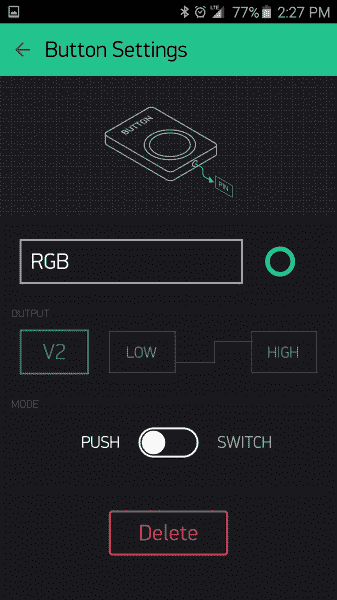 LTE 77% 2:27 PM
Button Settings
BUTTON
PIN
RGB
OUTPUT
V2 LOW HIGH
MODE
PUSH SWITCH
Delete